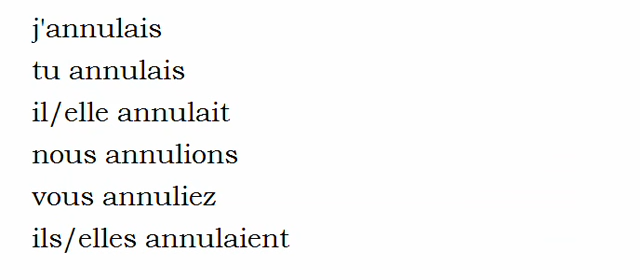 j'annulais
tu annulais
il/elle annulait
nous annulions
vous annuliez
ils/elles annulaient